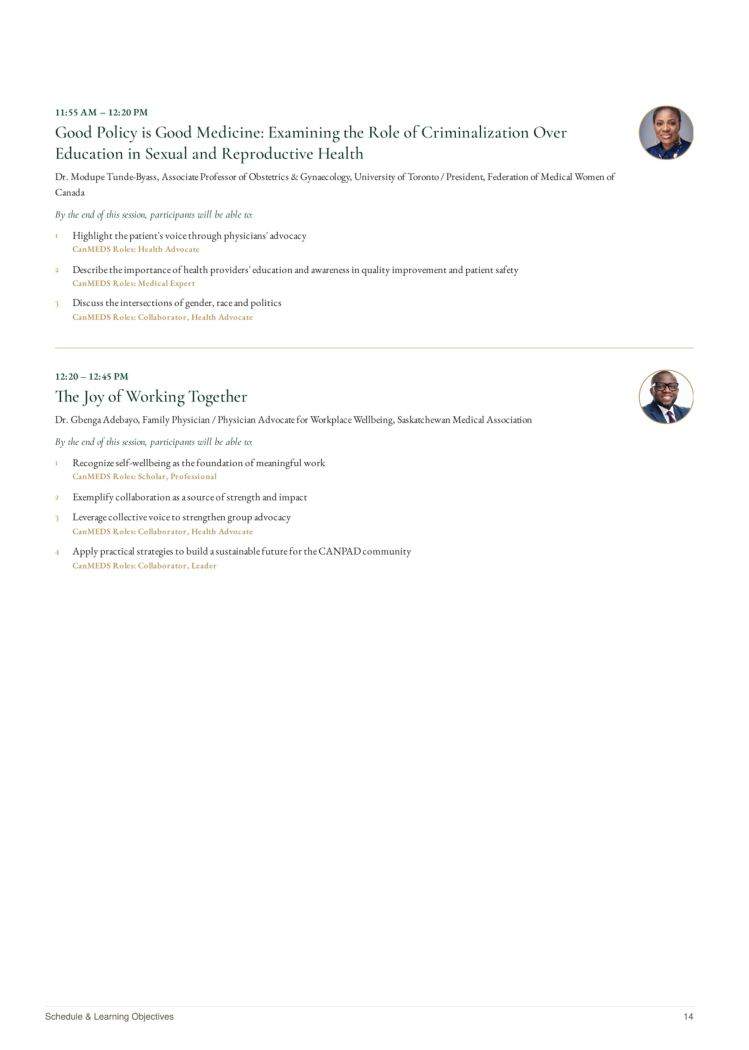 11:55 AM – 12:20 PM
Good Policy is Good Medicine: Examining the Role of Criminalization Over
Education in Sexual and Reproductive Health
Dr. Modupe Tunde-Byass, Associate Professor of Obstetrics & Gynaecology, University of Toronto / President, Federation of Medical Women of
Canada
By the end of this session, participants will be able to:
1 Highlight the patient's voice through physicians' advocacy
CanMEDS Roles: Health Advocate
2 Describe the importance of health providers' education and awareness in quality improvement and patient safety
CanMEDS Roles: Medical Expert
3 Discuss the intersections of gender, race and politics
CanMEDS Roles: Collaborator, Health Advocate
12:20 – 12:45 PM
The Joy of Working Together
Dr. Gbenga Adebayo, Family Physician / Physician Advocate for Workplace Wellbeing, Saskatchewan Medical Association
By the end of this session, participants will be able to:
1 Recognize self-wellbeing as the foundation of meaningful work
CanMEDS Roles: Scholar, Professional
2 Exemplify collaboration as a source of strength and impact
3 Leverage collective voice to strengthen group advocacy
CanMEDS Roles: Collaborator, Health Advocate
4 Apply practical strategies to build a sustainable future for the CANPAD community
CanMEDS Roles: Collaborator, Leader
Schedule & Learning Objectives 14